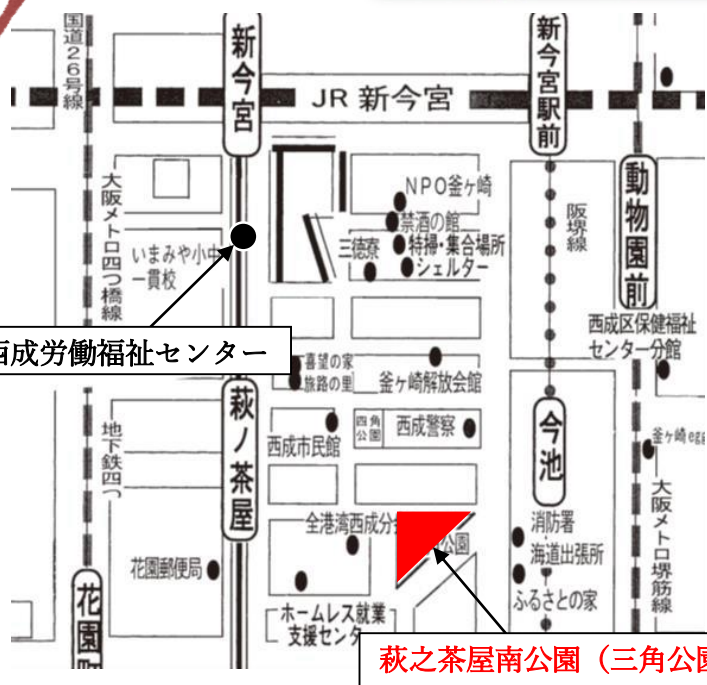 国道26号線
新今宮
JR 新今宮
新今宮駅前
大阪メトロ四つ橋線
NPO釜ヶ崎
禁酒の館
特掃・集合場所
三徳寮
シェルター
阪堺線
動物園前
いまみや小中
一貫校
西成労働福祉センター
西成区保健福祉
センター分館
喜望の家
旅路の里
釜ヶ崎解放会館
萩ノ茶屋
地下鉄四つ
西成市民館
四角
公園
西成警察
今池
釜ヶ崎egg
大阪メトロ堺筋線
全港湾西成分会
公園
消防署
海道出張所
花園郵便局
ふるさとの家
花園町
ホームレス就業
支援センタ
萩之茶屋南公園（三角公園